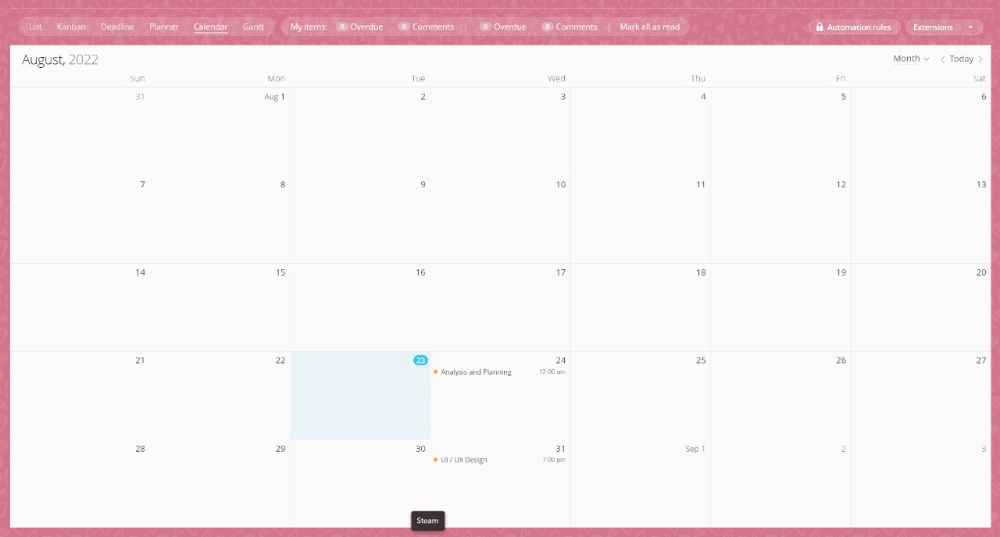 List Kanban Deadline Planner Calendar Gantt My items: 0 Overdue 0 Comments | 0 Overdue 0 Comments | Mark all as read Automation rules Extensions
August, 2022 Month Today
Sun Mon Tue Wed Thu Fri Sat
31 Aug 1 2 3 4 5 6
7 8 9 10 11 12 13
14 15 16 17 18 19 20
21 22 23 24 25 26 27
Analysis and Planning 12:00 am
28 29 30 31 Sep 1 2 3
UI / UX Design 7:00 pm
Steam